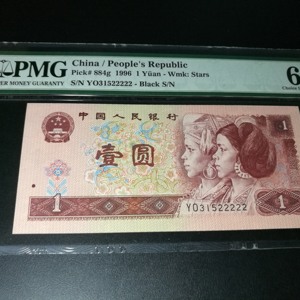 PMG
PAPER MONEY GUARANTY
China / People's Republic
Pick# 884g 1996 1 Yüan - Wmk: Stars
S/N YO31522222 - Black S/N
6
中国人民银行
1
壹圆
1
YO31522222